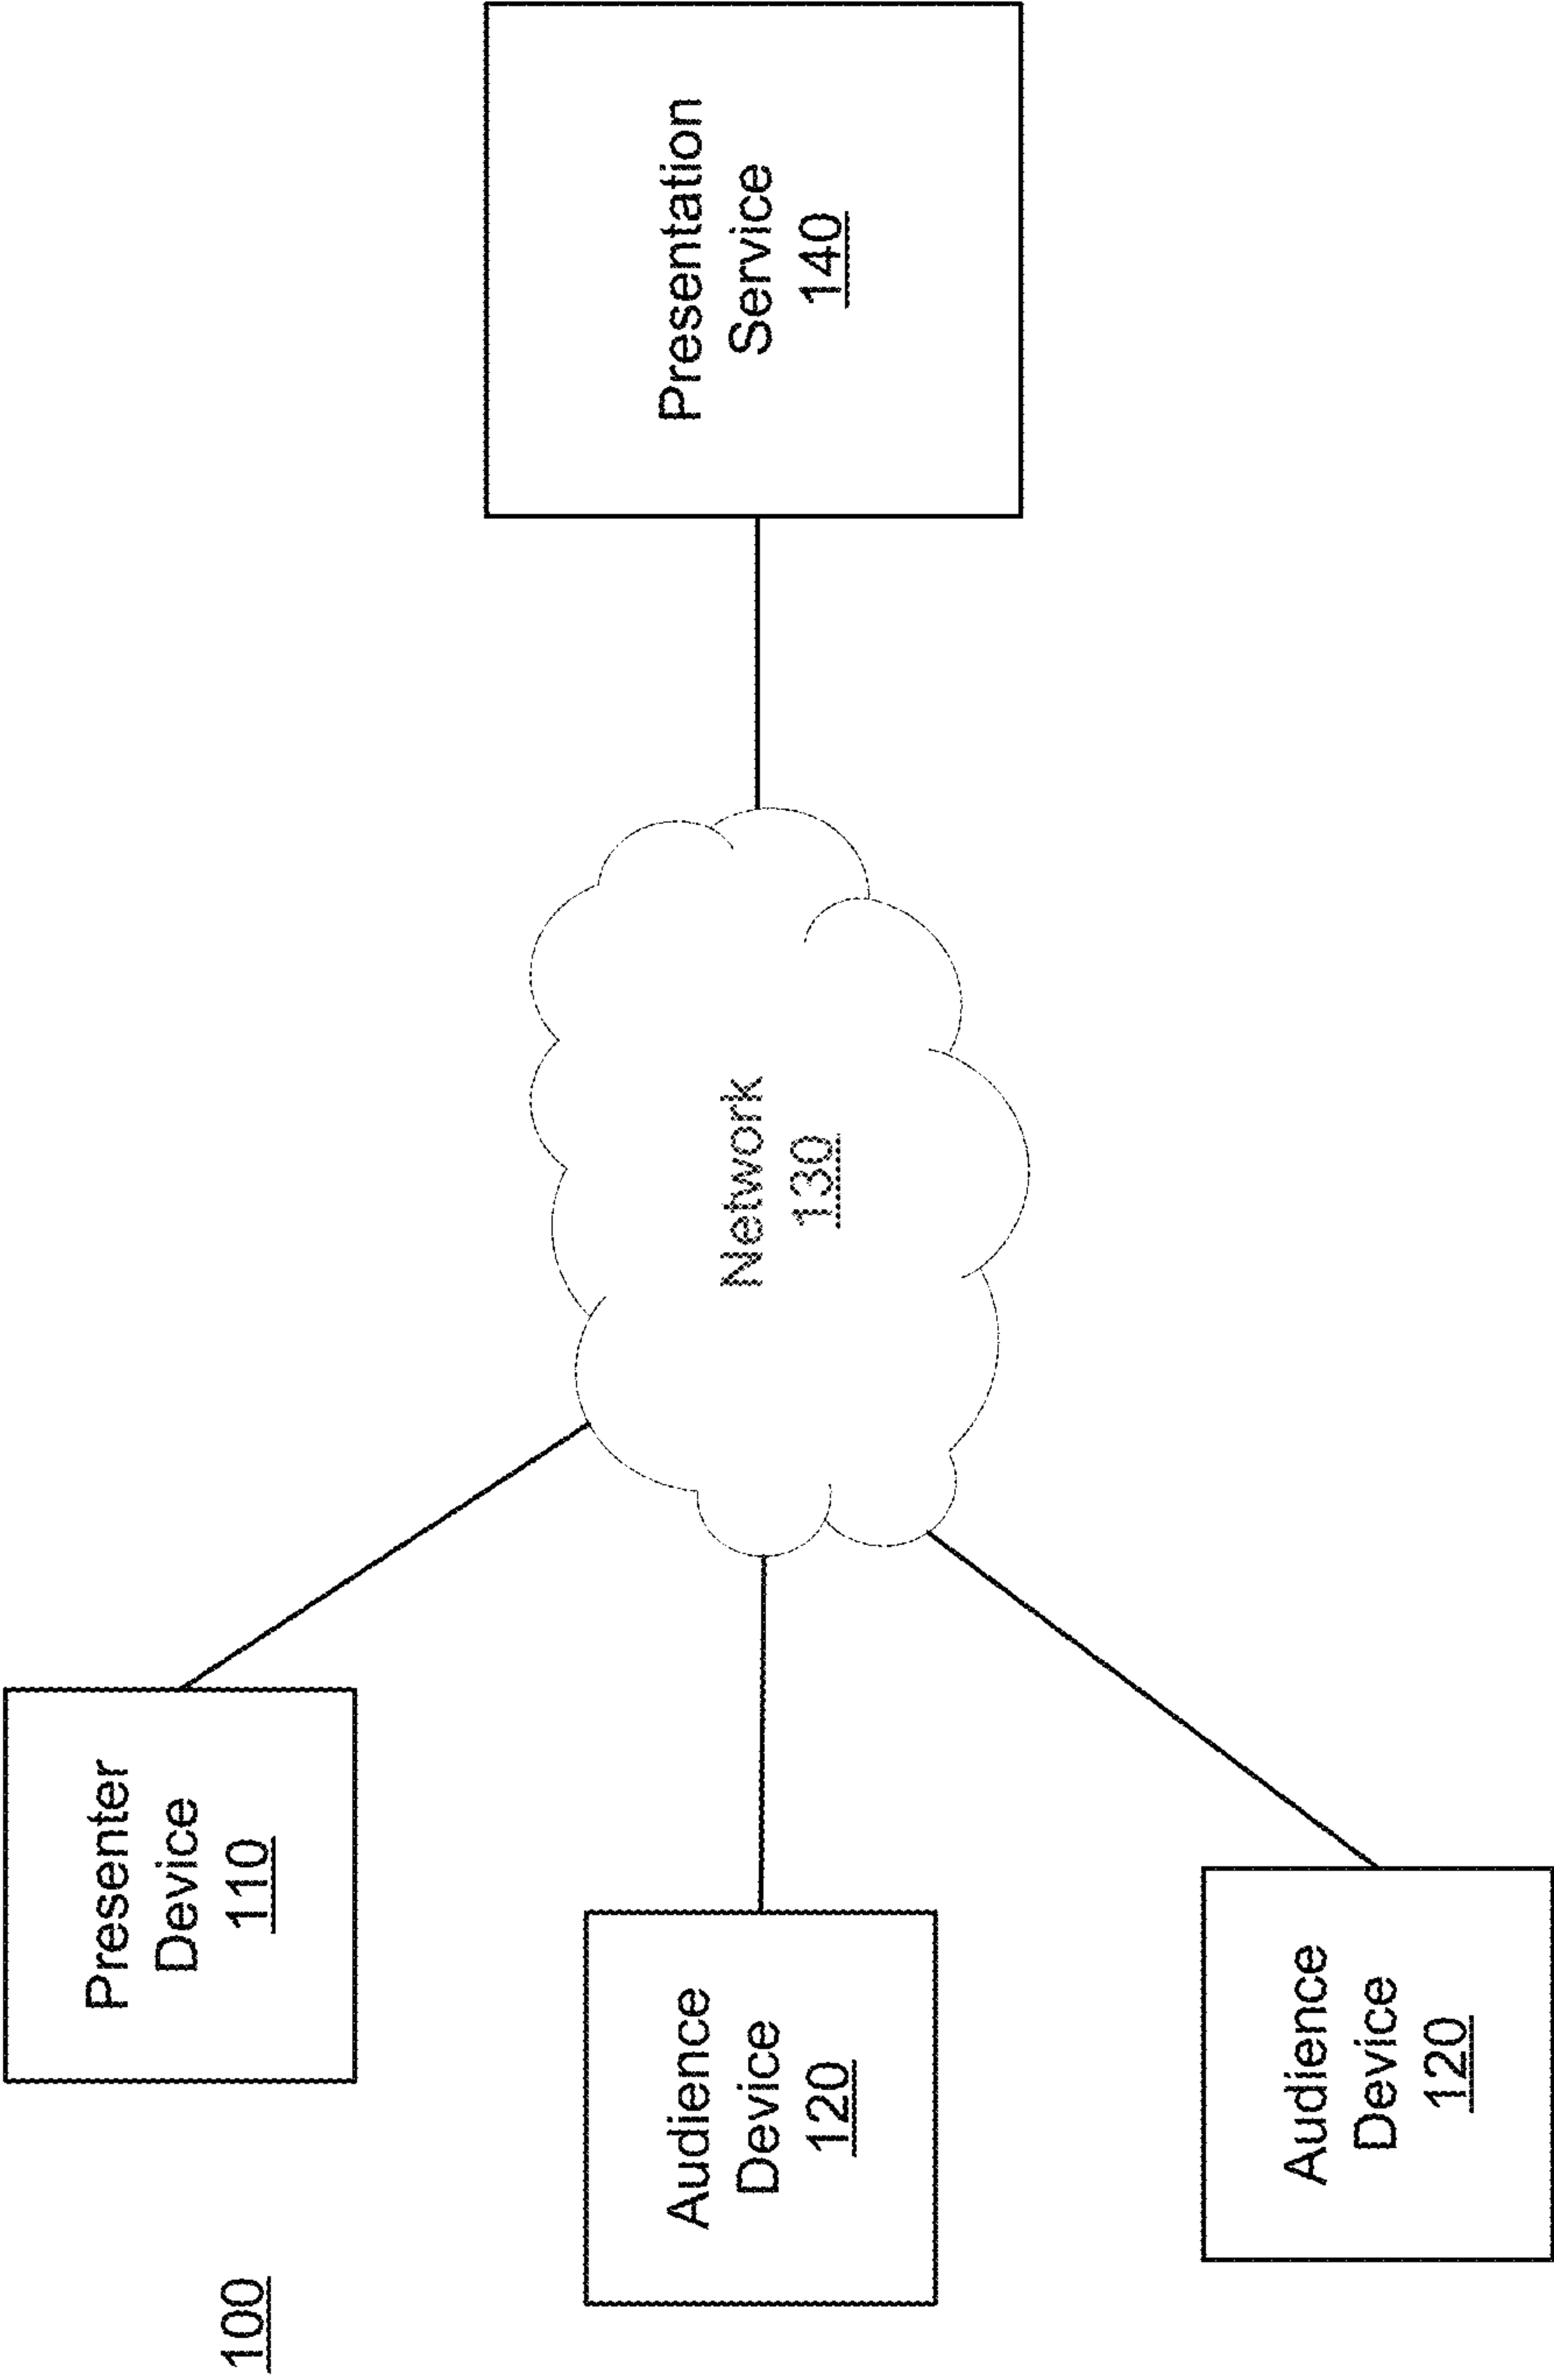 100
Presenter
Device
110
Audience
Device
120
Audience
Device
120
Network
130
Presentation
Service
140